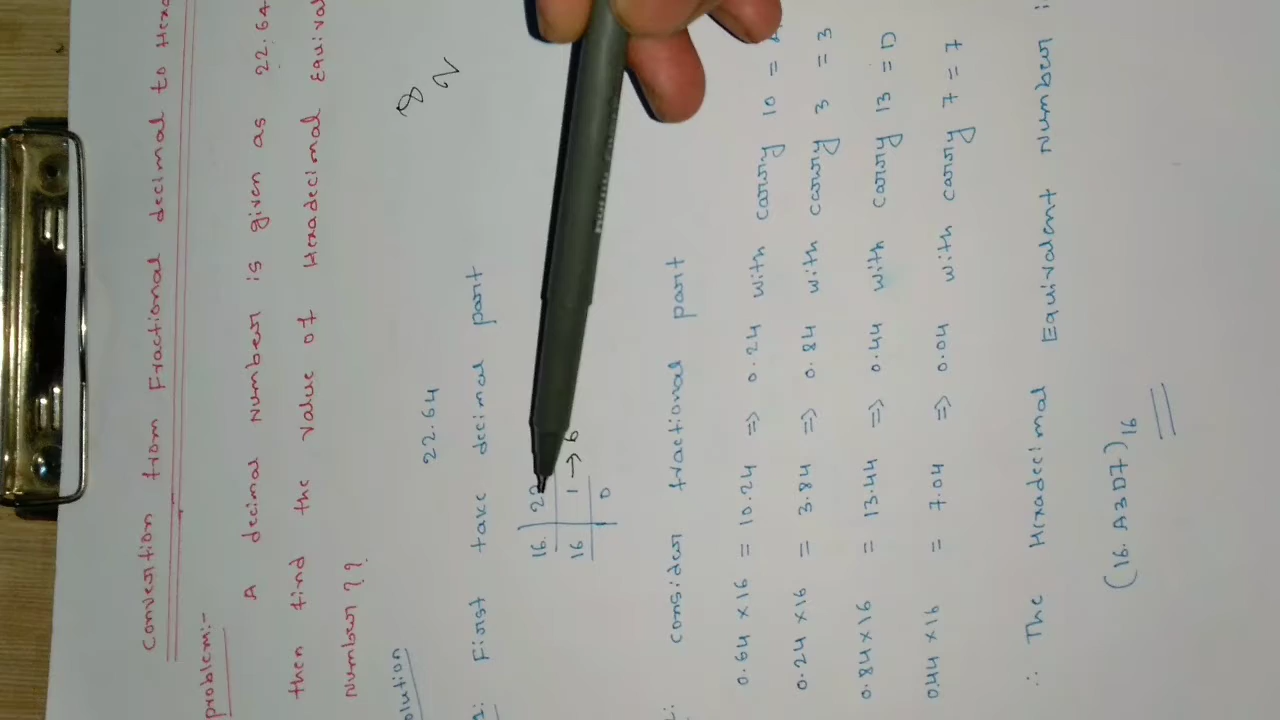 Convertion from Fractional decimal to Hexa
problem:-
A decimal Number is given as 22.64
then find the value of Hexadecimal Equival
Number??
olution
22.64
8 2
1: First take decimal part
16 22
16 1 → 6
0
2: consider fractional part
0.64 x 16 = 10.24 => 0.24 with carry 10 = A
0.24 x 16 = 3.84 => 0.84 with carry 3 = 3
0.84 x 16 = 13.44 => 0.44 with carry 13 = D
0.44 x 16 = 7.04 => 0.04 with carry 7 = 7
∴ The Hexadecimal Equivalent Number :
(16.A3D7)16